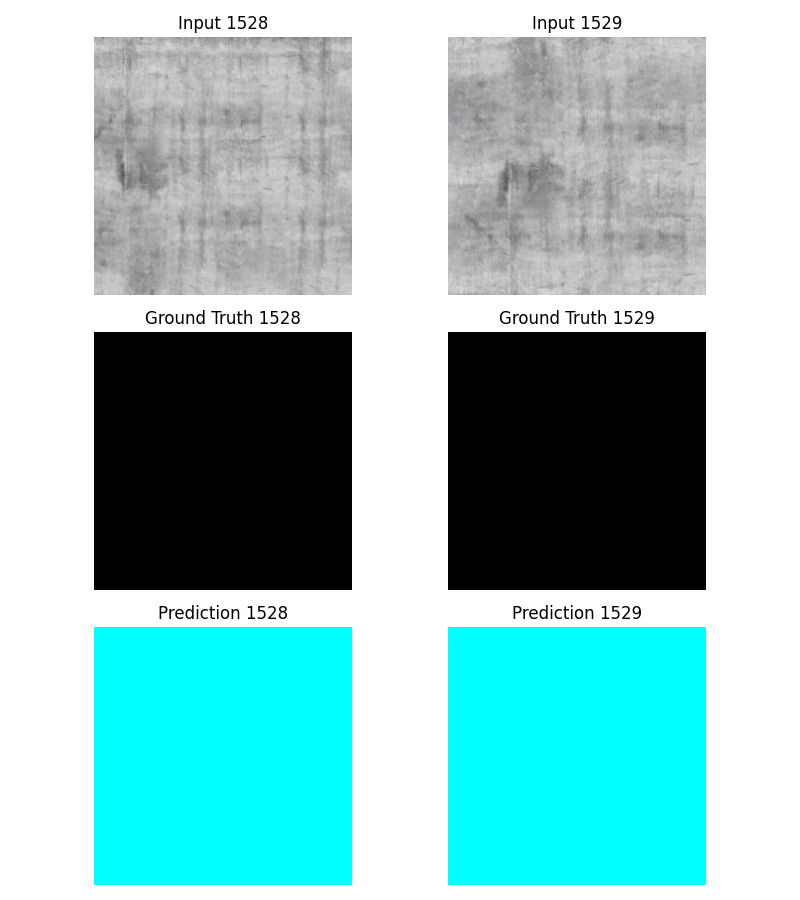 Input 1528
Input 1529
Ground Truth 1528
Ground Truth 1529
Prediction 1528
Prediction 1529